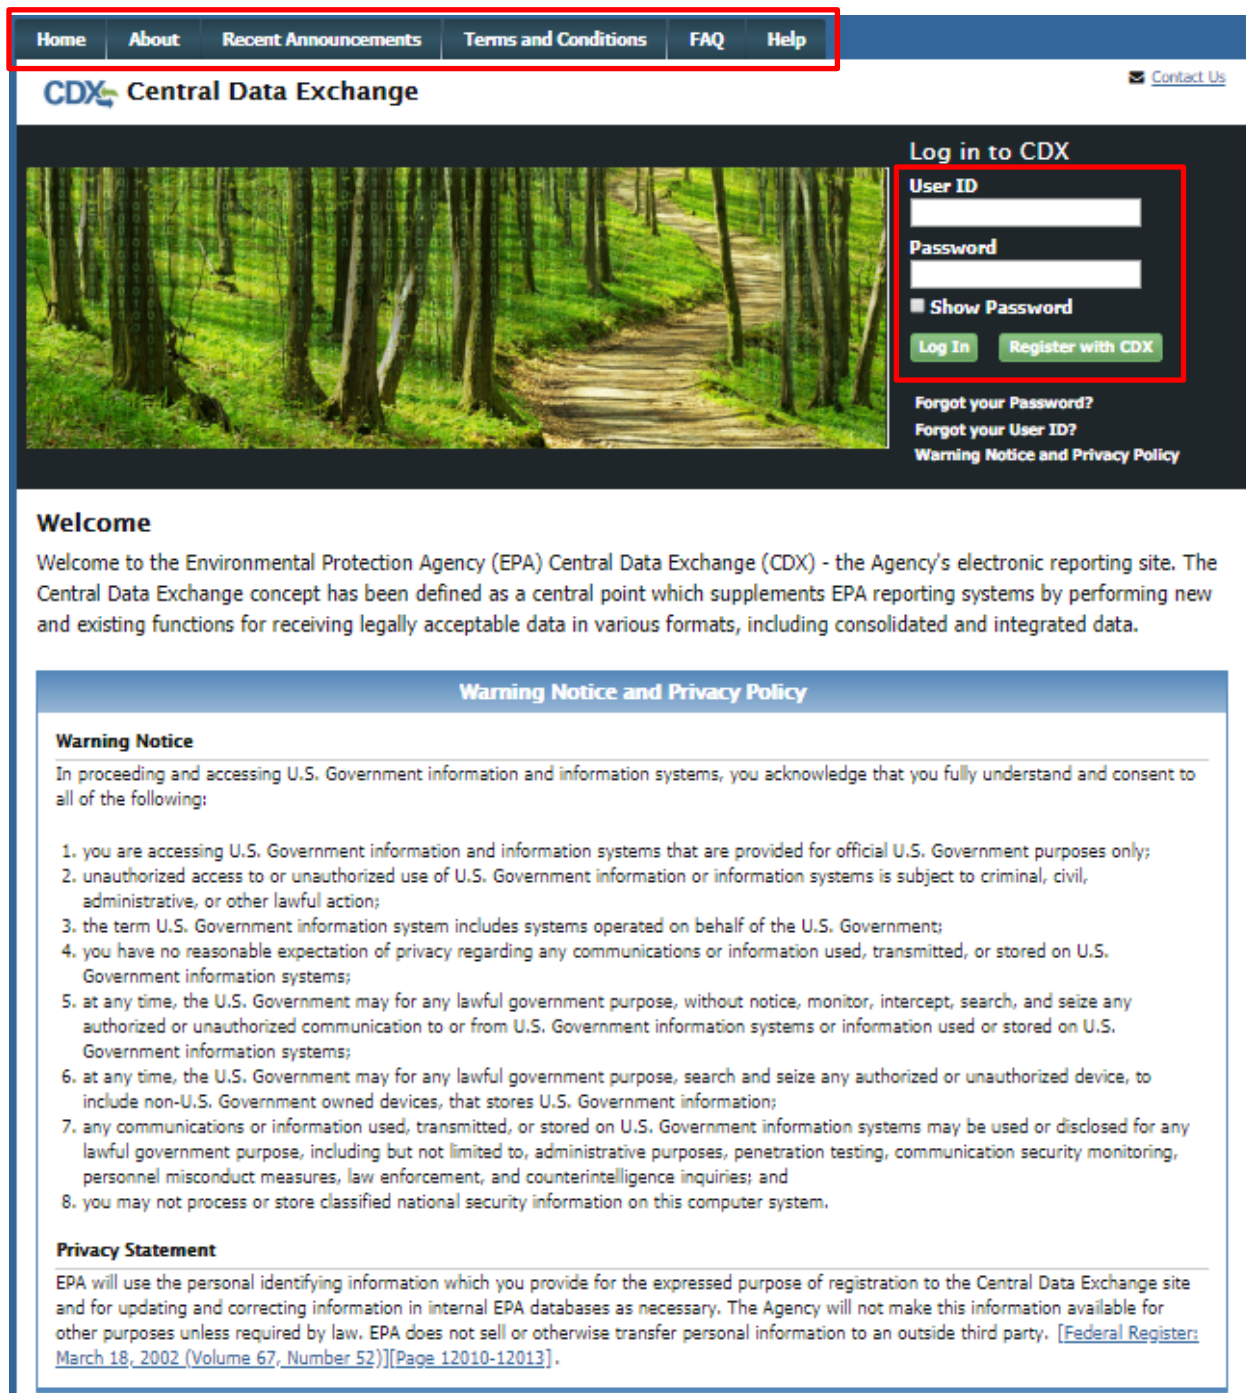 Home About Recent Announcements Terms and Conditions FAQ Help
CDX Central Data Exchange
Contact Us
Log in to CDX
User ID
Password
Show Password
Log In Register with CDX
Forgot your Password?
Forgot your User ID?
Warning Notice and Privacy Policy
Welcome
Welcome to the Environmental Protection Agency (EPA) Central Data Exchange (CDX) - the Agency's electronic reporting site. The
Central Data Exchange concept has been defined as a central point which supplements EPA reporting systems by performing new
and existing functions for receiving legally acceptable data in various formats, including consolidated and integrated data.
Warning Notice and Privacy Policy
Warning Notice
In proceeding and accessing U.S. Government information and information systems, you acknowledge that you fully understand and consent to
all of the following:
1. you are accessing U.S. Government information and information systems that are provided for official U.S. Government purposes only;
2. unauthorized access to or unauthorized use of U.S. Government information or information systems is subject to criminal, civil,
administrative, or other lawful action;
3. the term U.S. Government information system includes systems operated on behalf of the U.S. Government;
4. you have no reasonable expectation of privacy regarding any communications or information used, transmitted, or stored on U.S.
Government information systems;
5. at any time, the U.S. Government may for any lawful government purpose, without notice, monitor, intercept, search, and seize any
authorized or unauthorized communication to or from U.S. Government information systems or information used or stored on U.S.
Government information systems;
6. at any time, the U.S. Government may for any lawful government purpose, search and seize any authorized or unauthorized device, to
include non-U.S. Government owned devices, that stores U.S. Government information;
7. any communications or information used, transmitted, or stored on U.S. Government information systems may be used or disclosed for any
lawful government purpose, including but not limited to, administrative purposes, penetration testing, communication security monitoring,
personnel misconduct measures, law enforcement, and counterintelligence inquiries; and
8. you may not process or store classified national security information on this computer system.
Privacy Statement
EPA will use the personal identifying information which you provide for the expressed purpose of registration to the Central Data Exchange site
and for updating and correcting information in internal EPA databases as necessary. The Agency will not make this information available for
other purposes unless required by law. EPA does not sell or otherwise transfer personal information to an outside third party. [Federal Register:
March 18, 2002 (Volume 67, Number 52)][Page 12010-12013].